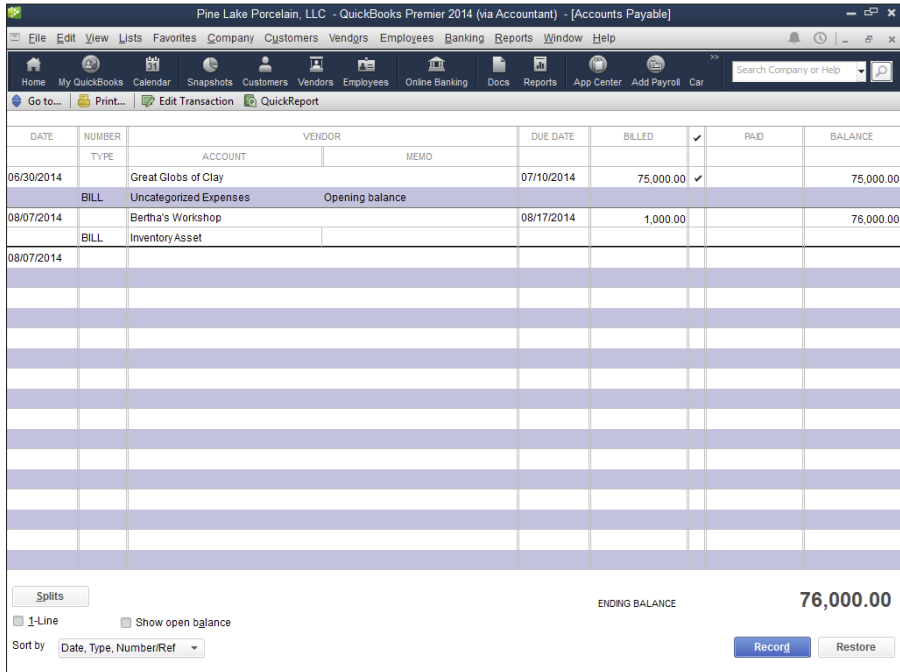 Pine Lake Porcelain, LLC - QuickBooks Premier 2014 (via Accountant) - [Accounts Payable]
File Edit View Lists Favorites Company Customers Vendors Employees Banking Reports Window Help
Home My QuickBooks Calendar Snapshots Customers Vendors Employees Online Banking Docs Reports App Center Add Payroll Car >> Search Company or Help
31
Go to... Print... Edit Transaction QuickReport
DATE NUMBER VENDOR DUE DATE BILLED ✓ PAID BALANCE
TYPE ACCOUNT MEMO
06/30/2014 Great Globs of Clay 07/10/2014 75,000.00 ✓ 75,000.00
BILL Uncategorized Expenses Opening balance
08/07/2014 Bertha's Workshop 08/17/2014 1,000.00 76,000.00
BILL Inventory Asset
08/07/2014
Splits
ENDING BALANCE 76,000.00
1-Line Show open balance
Sort by Date, Type, Number/Ref
Record Restore